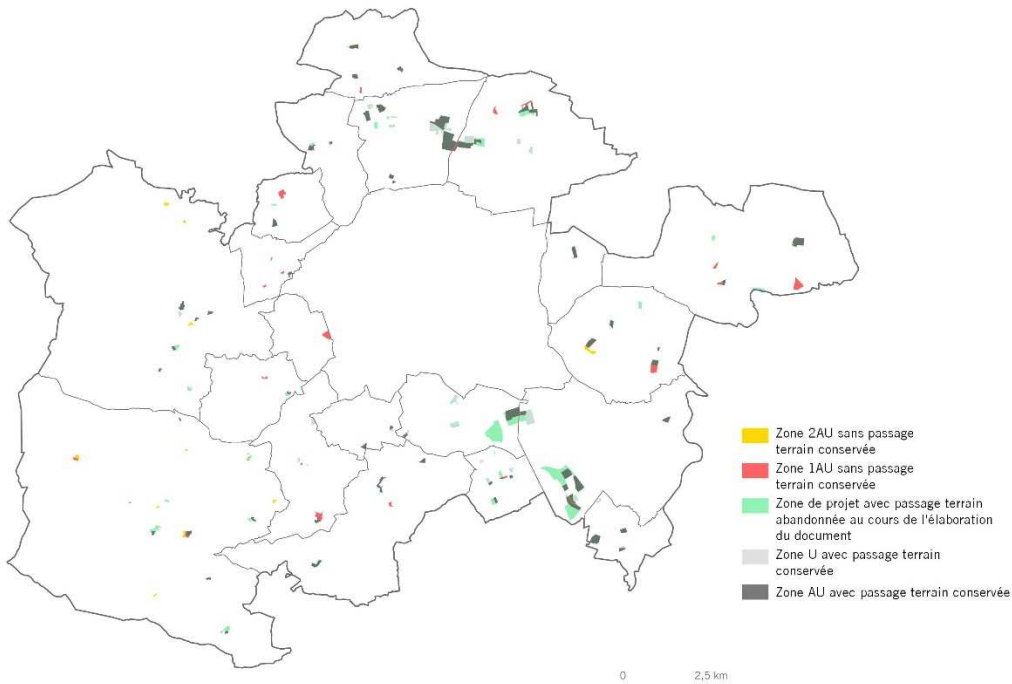 Zone 2AU sans passage
terrain conservée
Zone 1AU sans passage
terrain conservée
Zone de projet avec passage terrain
abandonnée au cours de l'élaboration
du document
Zone U avec passage terrain
conservée
Zone AU avec passage terrain conservée
0 2,5 km